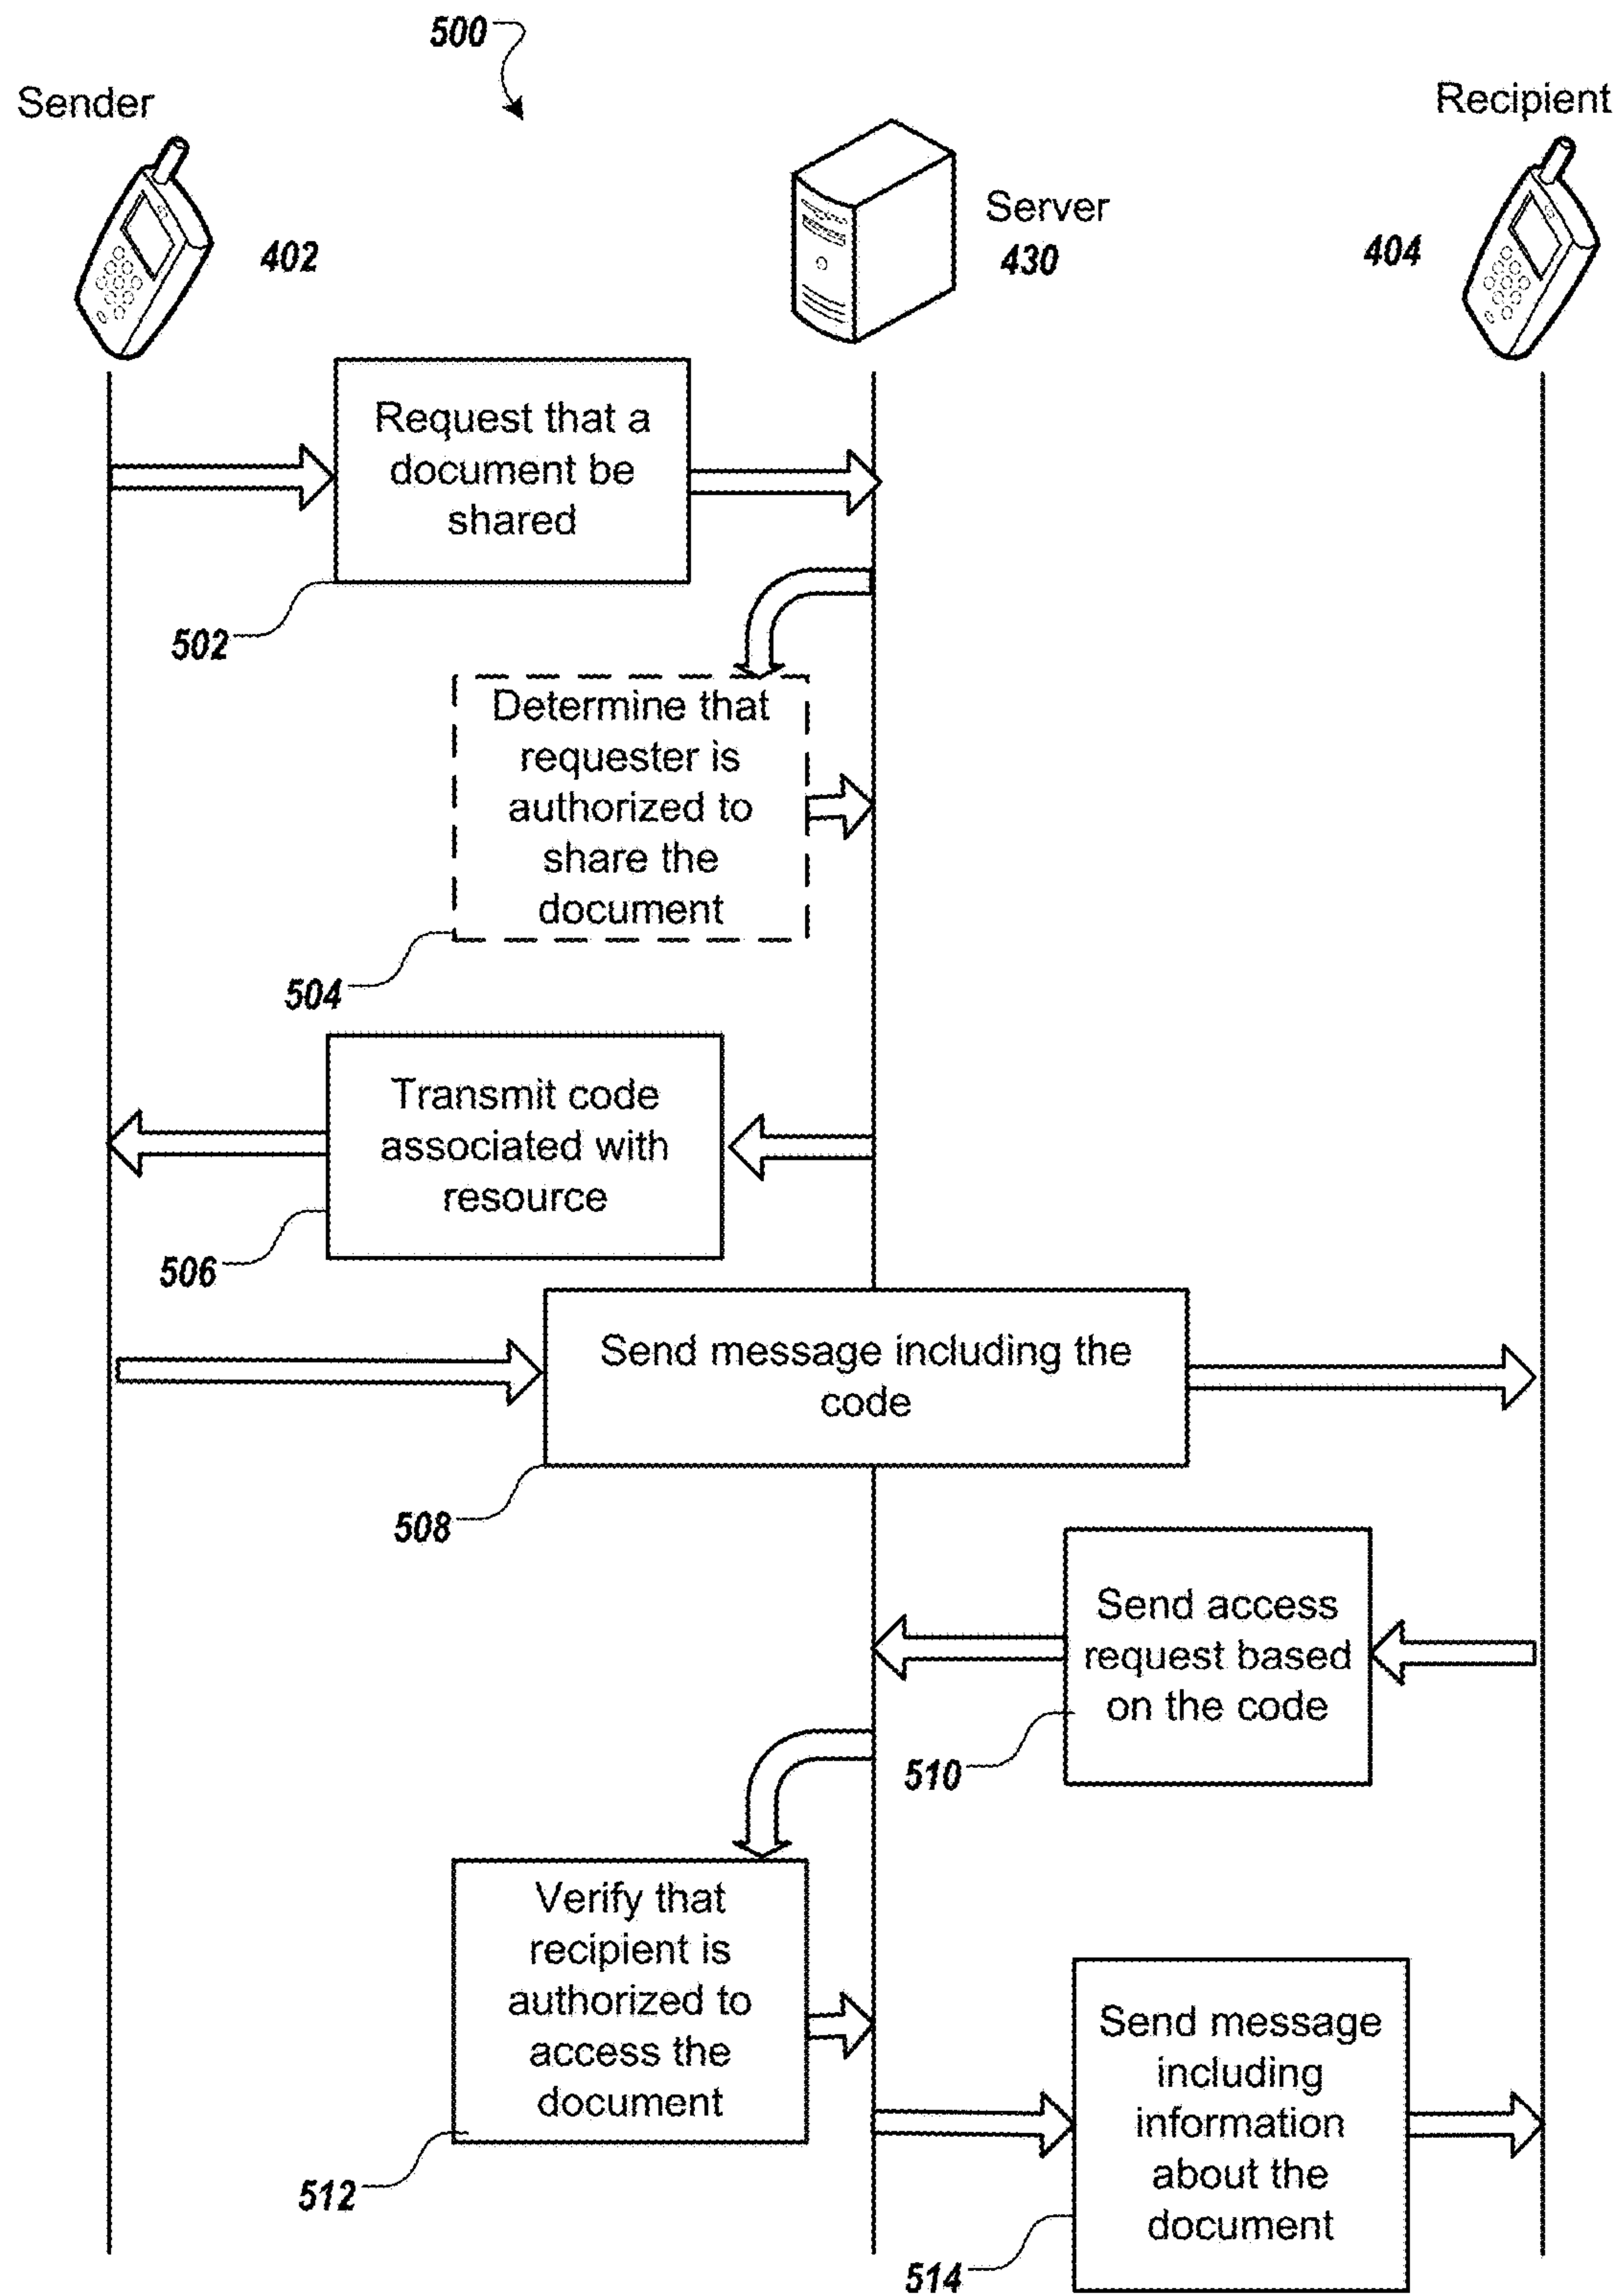 500
Sender
Recipient
Server
402
430
404
Request that a
document be
shared
502
Determine that
requester is
authorized to
share the
document
504
Transmit code
associated with
resource
506
Send message including the
code
508
Send access
request based
on the code
510
Verify that
recipient is
authorized to
access the
document
512
Send message
including
information
about the
document
514